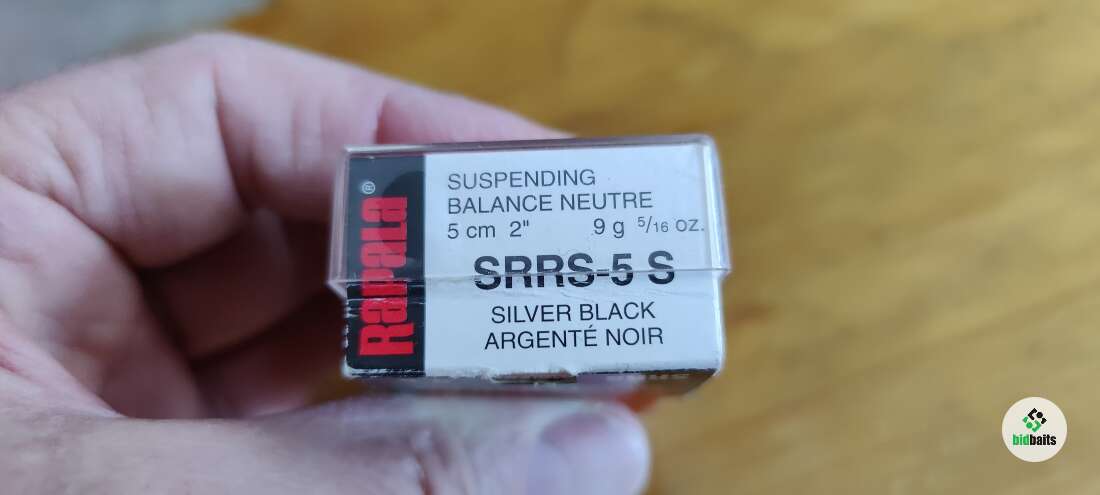 RAPALA®
SUSPENDING
BALANCE NEUTRE
5 cm 2" 9 g 5/16 oz.
SRRS-5 S
SILVER BLACK
ARGENTÉ NOIR
bidbaits